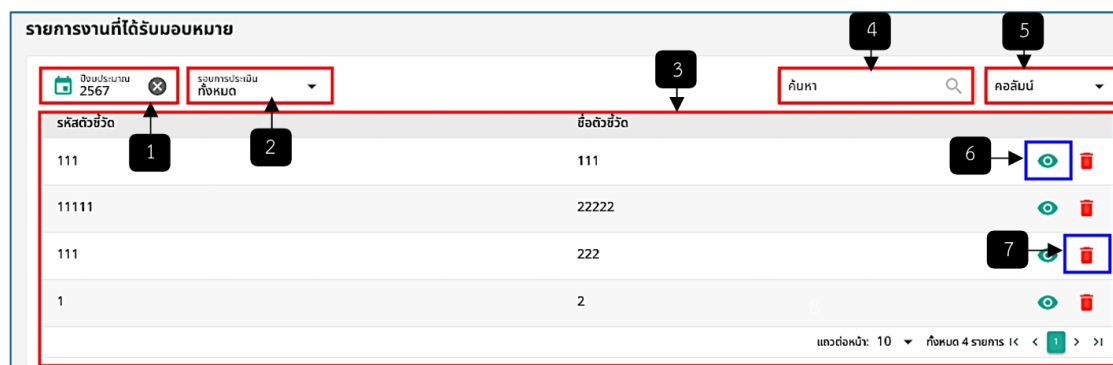 รายการงานที่ได้รับมอบหมาย
4
5
ปีงบประมาณ
2567
รอบการประเมิน
ทั้งหมด
3
ค้นหา
คอลัมน์
รหัสตัวชี้วัด
ชื่อตัวชี้วัด
1
2
111
111
6
11111
22222
111
222
7
1
2
แถวต่อหน้า: 10 ทั้งหมด 4 รายการ |< < 1 > >|